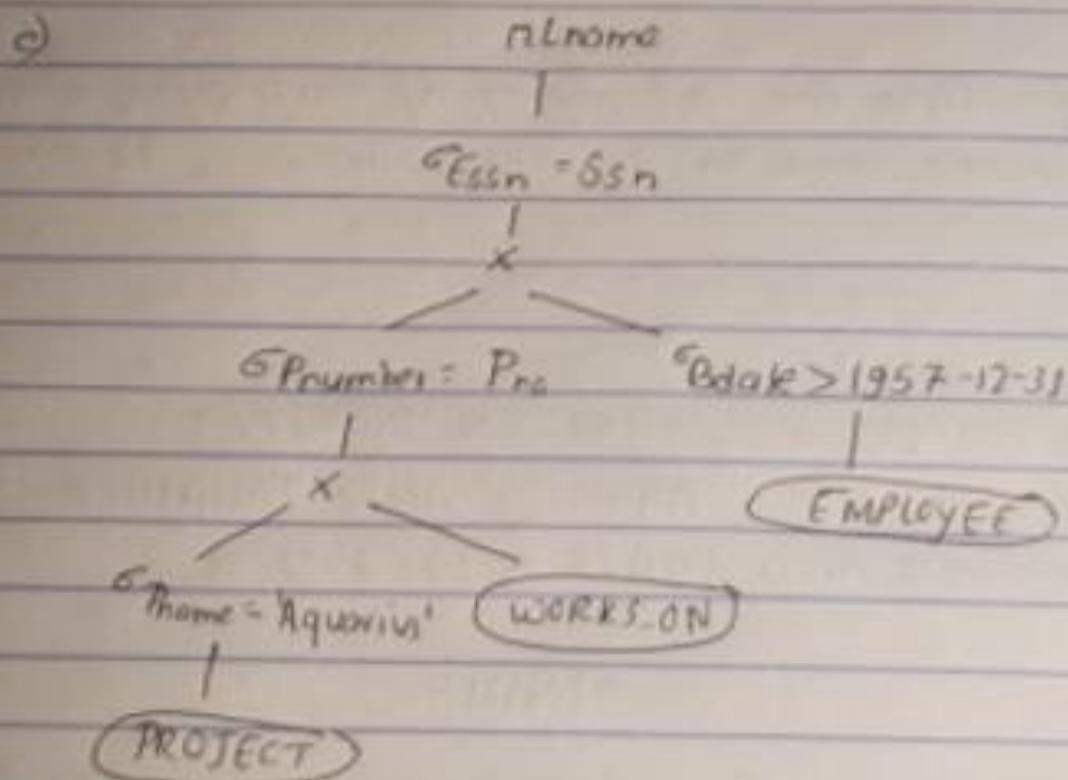 c)
πLname
σEssn = Ssn
×
σPnumber = Pno
σBdate > 1957-12-31
×
EMPLOYEE
σPname = 'Aquarius'
WORKS_ON
PROJECT